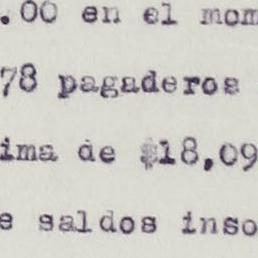 .00 en el mom
78 pagaderos
ima de $18,09
e saldos inso